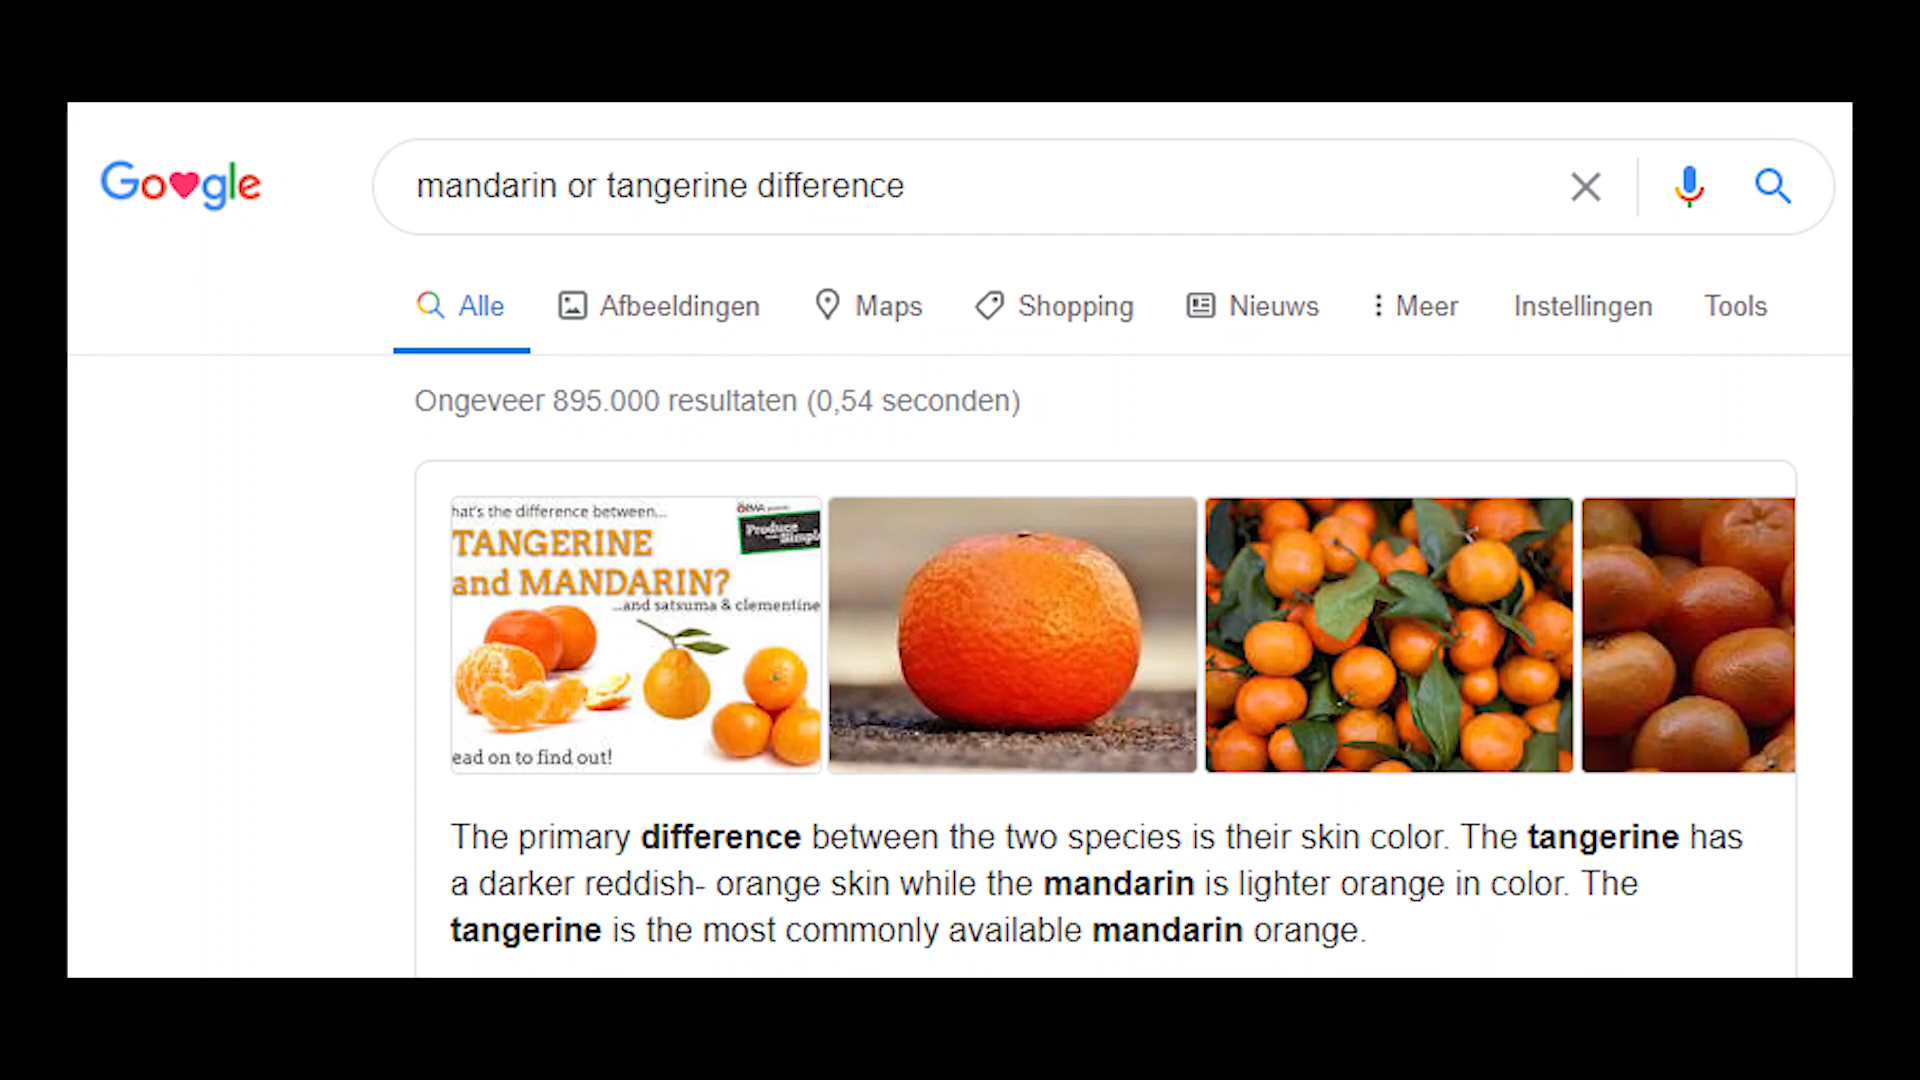 Google
mandarin or tangerine difference
Alle Afbeeldingen Maps Shopping Nieuws Meer Instellingen Tools
Ongeveer 895.000 resultaten (0,54 seconden)
hat's the difference between...
Produce
Simpl
TANGERINE
and MANDARIN?
...and satsuma & clementine
ead on to find out!
The primary difference between the two species is their skin color. The tangerine has
a darker reddish- orange skin while the mandarin is lighter orange in color. The
tangerine is the most commonly available mandarin orange.